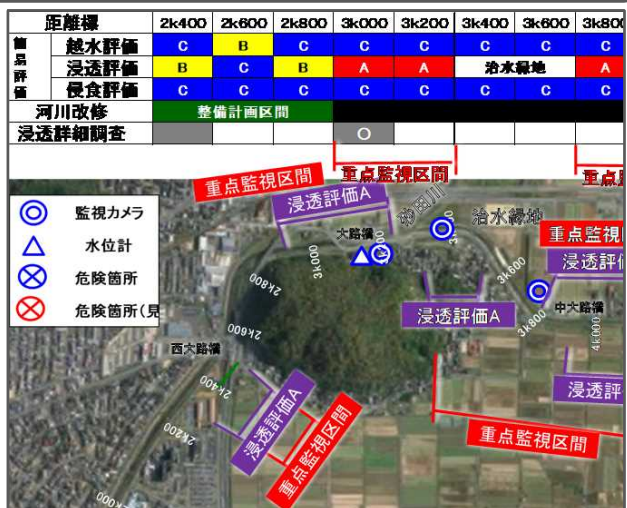 距離標 2k400 2k600 2k800 3k000 3k200 3k400 3k600 3k800
簡易評価
越水評価 C B C C C C C C
浸透評価 B C B A A 治水緑地 A
侵食評価 C C C C C C C C
河川改修 整備計画区間
浸透詳細調査 O
重点監視区間
重点監
重点監視区間
浸透評価A
治水緑地
監視カメラ
水位計
危険箇所
危険箇所(見
大路橋
3k000
3k200
2k800
2k600
2k400
2k200
2k000
西大路橋
浸透評価A
重点監視区間
浸透評価A
3k600
3k800
中大路橋
4k000
重点監視区
浸透評価
浸透評価
重点監視区間